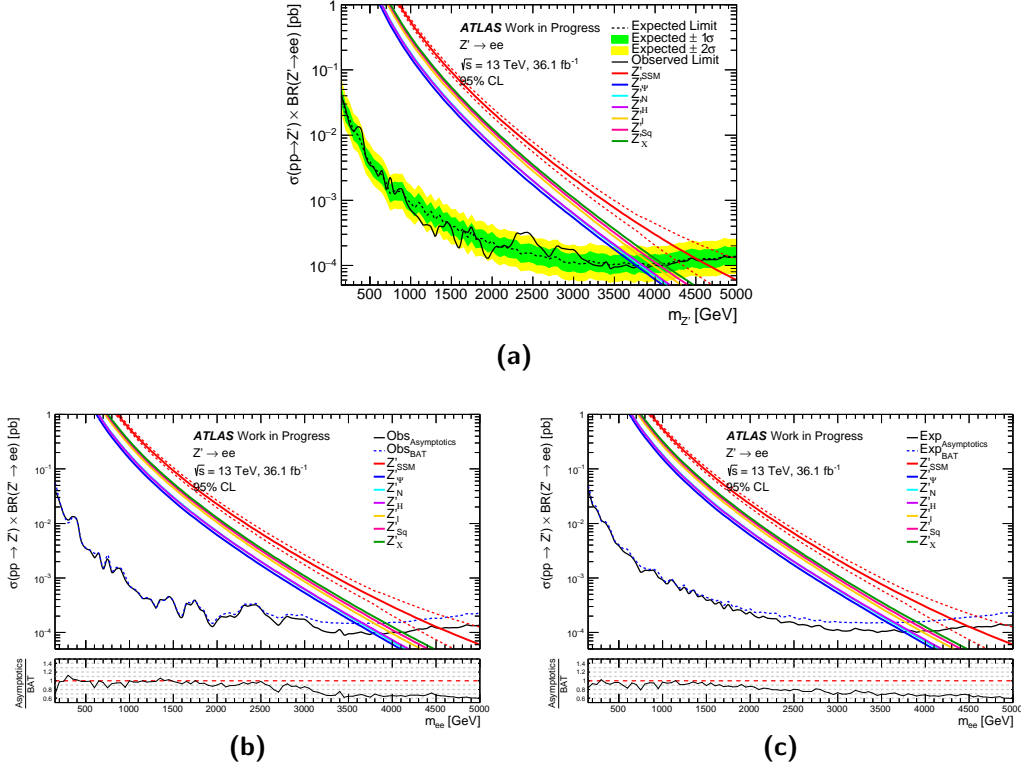 σ(pp→Z') × BR(Z'→ee) [pb]
ATLAS Work in Progress
Z' → ee
√s = 13 TeV, 36.1 fb⁻¹
95% CL
Expected Limit
Expected ± 1σ
Expected ± 2σ
Observed Limit
Z'SSM
Z'Ψ
Z'N
Z'H
Z'I
Z'Sq
Z'χ
1
10⁻¹
10⁻²
10⁻³
10⁻⁴
500 1000 1500 2000 2500 3000 3500 4000 4500 5000
mZ' [GeV]
(a)
σ(pp → Z') × BR(Z' → ee) [pb]
ATLAS Work in Progress
Z' → ee
√s = 13 TeV, 36.1 fb⁻¹
95% CL
ObsAsymptotics
ObsBAT
Z'SSM
Z'Ψ
Z'N
Z'H
Z'I
Z'Sq
Z'χ
1
10⁻¹
10⁻²
10⁻³
10⁻⁴
Asymptotics
BAT
1.4
1.2
1
0.8
0.6
500 1000 1500 2000 2500 3000 3500 4000 4500 5000
mee [GeV]
(b)
σ(pp → Z') × BR(Z' → ee) [pb]
ATLAS Work in Progress
Z' → ee
√s = 13 TeV, 36.1 fb⁻¹
95% CL
ExpAsymptotics
ExpBAT
Z'SSM
Z'Ψ
Z'N
Z'H
Z'I
Z'Sq
Z'χ
1
10⁻¹
10⁻²
10⁻³
10⁻⁴
Asymptotics
BAT
1.4
1.2
1
0.8
0.6
500 1000 1500 2000 2500 3000 3500 4000 4500 5000
mee [GeV]
(c)